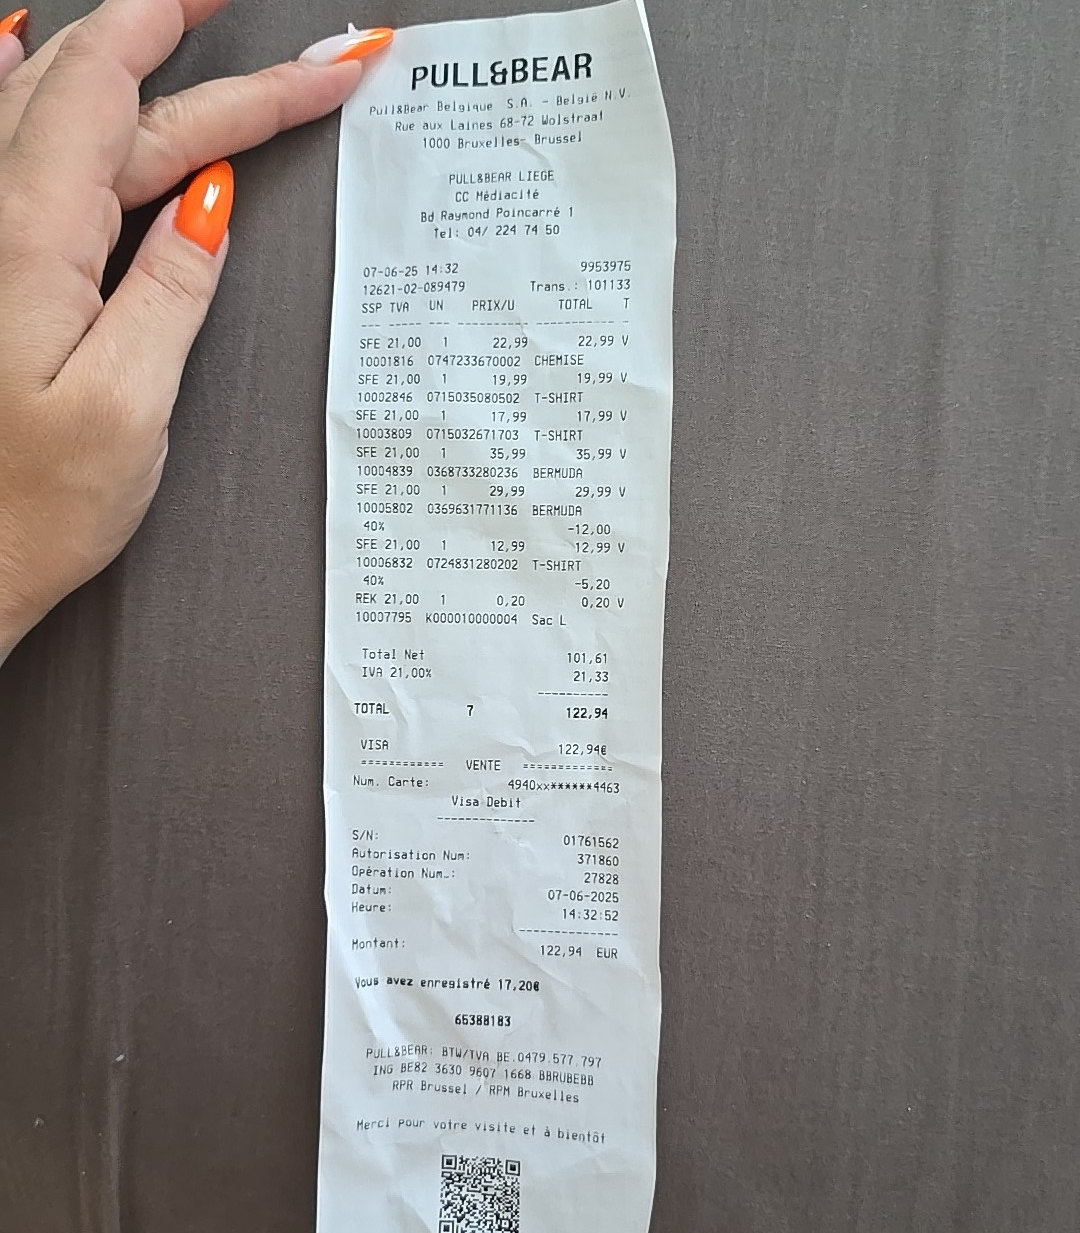 PULL&BEAR
Pull&Bear Belgique S.A. - België N.V.
Rue aux Laines 68-72 Wolstraat
1000 Bruxelles- Brussel
PULL&BEAR LIEGE
CC Médiacité
Bd Raymond Poincarré 1
Tel: 04/ 224 74 50
07-06-25 14:32 9953975
12621-02-089479 Trans.: 101133
SSP TVA UN PRIX/U TOTAL T
--- ----- --- ---------- ----------- -
SFE 21,00 1 22,99 22,99 V
10001816 0747233670002 CHEMISE
SFE 21,00 1 19,99 19,99 V
10002846 0715035080502 T-SHIRT
SFE 21,00 1 17,99 17,99 V
10003809 0715032671703 T-SHIRT
SFE 21,00 1 35,99 35,99 V
10004839 0368733280236 BERMUDA
SFE 21,00 1 29,99 29,99 V
10005802 0369631771136 BERMUDA
40% -12,00
SFE 21,00 1 12,99 12,99 V
10006832 0724831280202 T-SHIRT
40% -5,20
REK 21,00 1 0,20 0,20 V
10007795 K000010000004 Sac L
Total Net 101,61
IVA 21,00% 21,33
----------
TOTAL 7 122,94
VISA 122,94€
============ VENTE =============
Num. Carte: 4940xx******4463
Visa Debit
--------------
S/N: 01761562
Autorisation Num: 371860
Opération Num.: 27828
Datum: 07-06-2025
Heure: 14:32:52
--------------
Montant: 122,94 EUR
Vous avez enregistré 17,20€
65388183
PULL&BEAR: BTW/TVA BE.0479.577.797
ING BE82 3630 9607 1668 BBRUBEBB
RPR Brussel / RPM Bruxelles
Merci pour votre visite et à bientôt